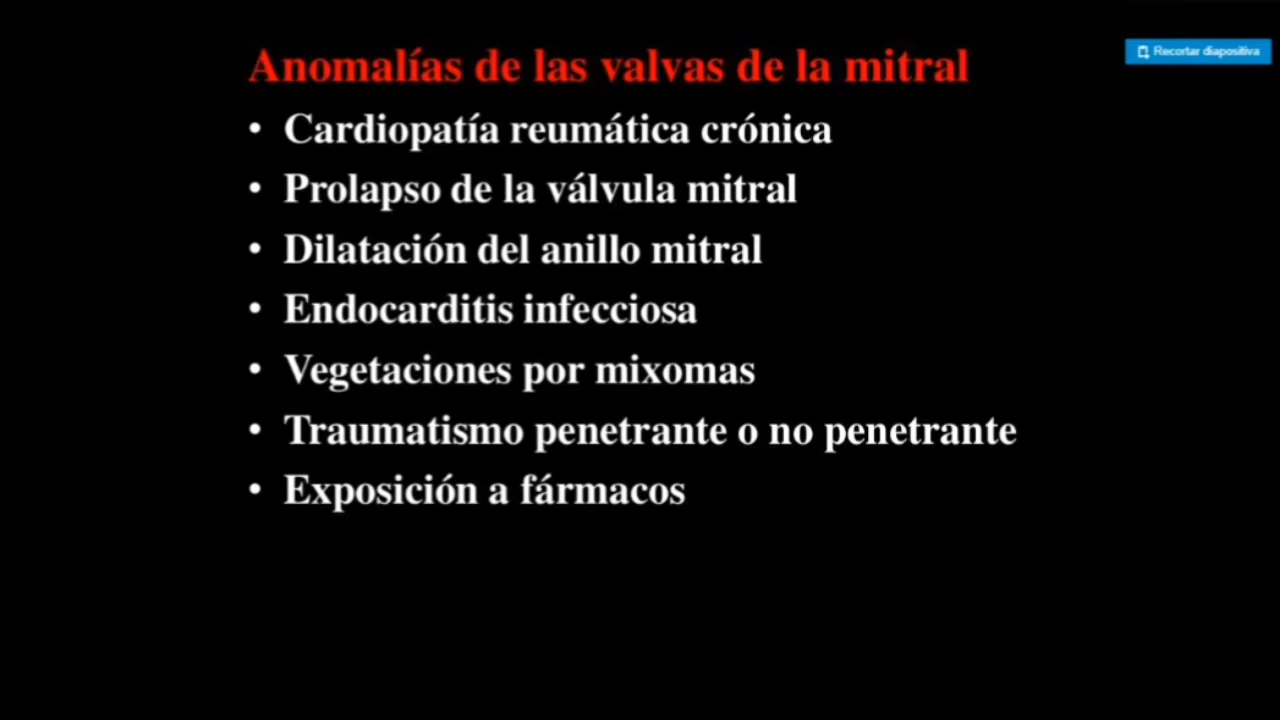 Anomalías de las valvas de la mitral
Recortar diapositiva
• Cardiopatía reumática crónica
• Prolapso de la válvula mitral
• Dilatación del anillo mitral
• Endocarditis infecciosa
• Vegetaciones por mixomas
• Traumatismo penetrante o no penetrante
• Exposición a fármacos